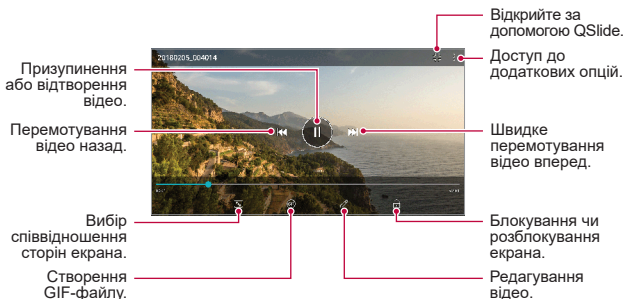 Відкрийте за
допомогою QSlide.
20180205_004014
Доступ до
додаткових опцій.
Призупинення
або відтворення
відео.
Перемотування
відео назад.
Швидке
перемотування
відео вперед.
Вибір
співвідношення
сторін екрана.
Блокування чи
розблокування
екрана.
Створення
GIF-файлу.
Редагування
відео.